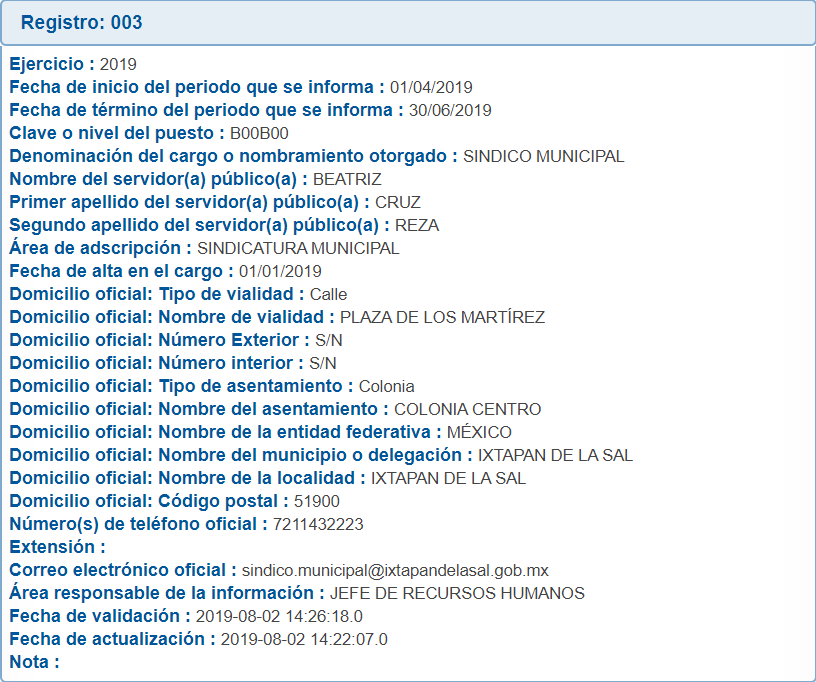 Registro: 003
Ejercicio : 2019
Fecha de inicio del periodo que se informa : 01/04/2019
Fecha de término del periodo que se informa : 30/06/2019
Clave o nivel del puesto : B00B00
Denominación del cargo o nombramiento otorgado : SINDICO MUNICIPAL
Nombre del servidor(a) público(a) : BEATRIZ
Primer apellido del servidor(a) público(a) : CRUZ
Segundo apellido del servidor(a) público(a) : REZA
Área de adscripción : SINDICATURA MUNICIPAL
Fecha de alta en el cargo : 01/01/2019
Domicilio oficial: Tipo de vialidad : Calle
Domicilio oficial: Nombre de vialidad : PLAZA DE LOS MARTÍREZ
Domicilio oficial: Número Exterior : S/N
Domicilio oficial: Número interior : S/N
Domicilio oficial: Tipo de asentamiento : Colonia
Domicilio oficial: Nombre del asentamiento : COLONIA CENTRO
Domicilio oficial: Nombre de la entidad federativa : MÉXICO
Domicilio oficial: Nombre del municipio o delegación : IXTAPAN DE LA SAL
Domicilio oficial: Nombre de la localidad : IXTAPAN DE LA SAL
Domicilio oficial: Código postal : 51900
Número(s) de teléfono oficial : 7211432223
Extensión :
Correo electrónico oficial : sindico.municipal@ixtapandelasal.gob.mx
Área responsable de la información : JEFE DE RECURSOS HUMANOS
Fecha de validación : 2019-08-02 14:26:18.0
Fecha de actualización : 2019-08-02 14:22:07.0
Nota :